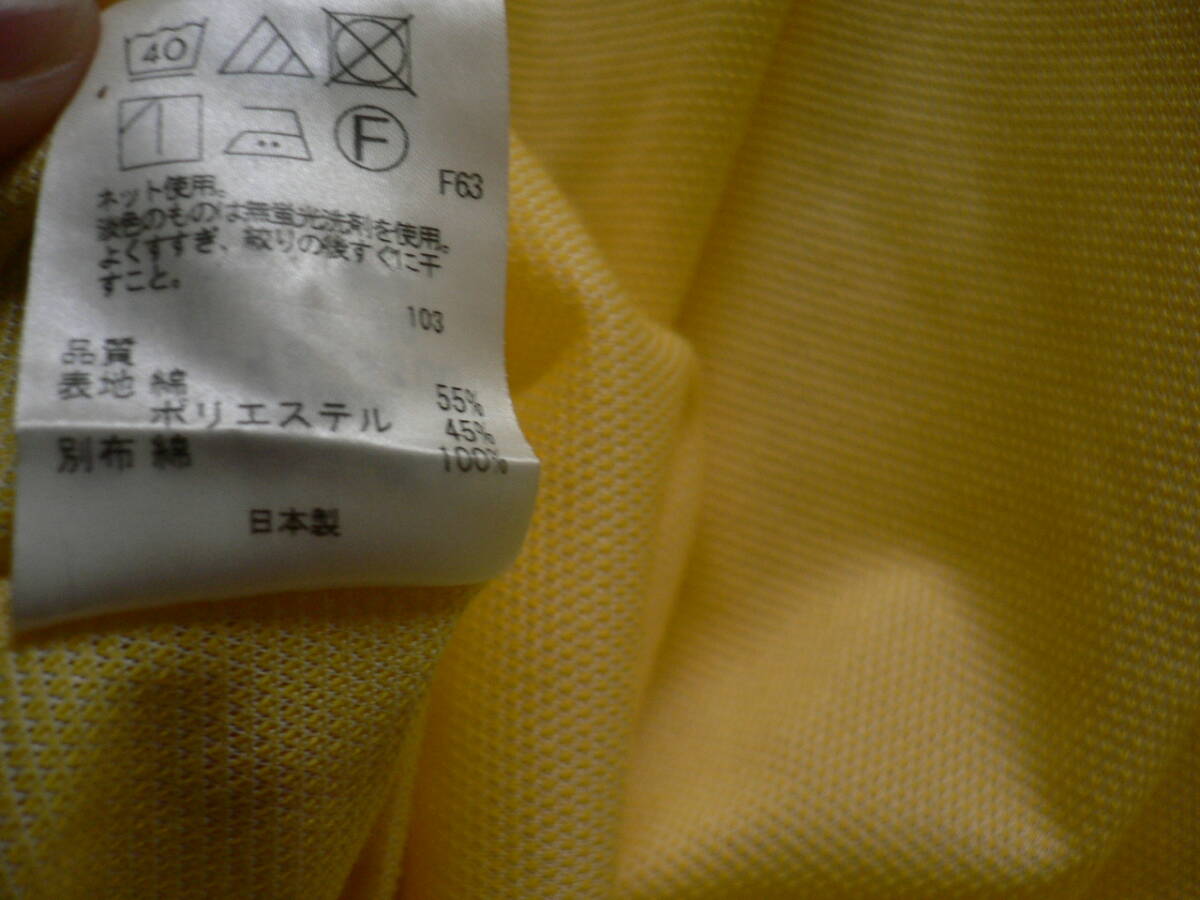 40
F
F63
ネット使用。
淡色のものは無蛍光洗剤を使用。
よくすすぎ、絞りの後すぐに干
すこと。
103
品質
表地 綿 55%
ポリエステル 45%
別布 綿 100%
日本製